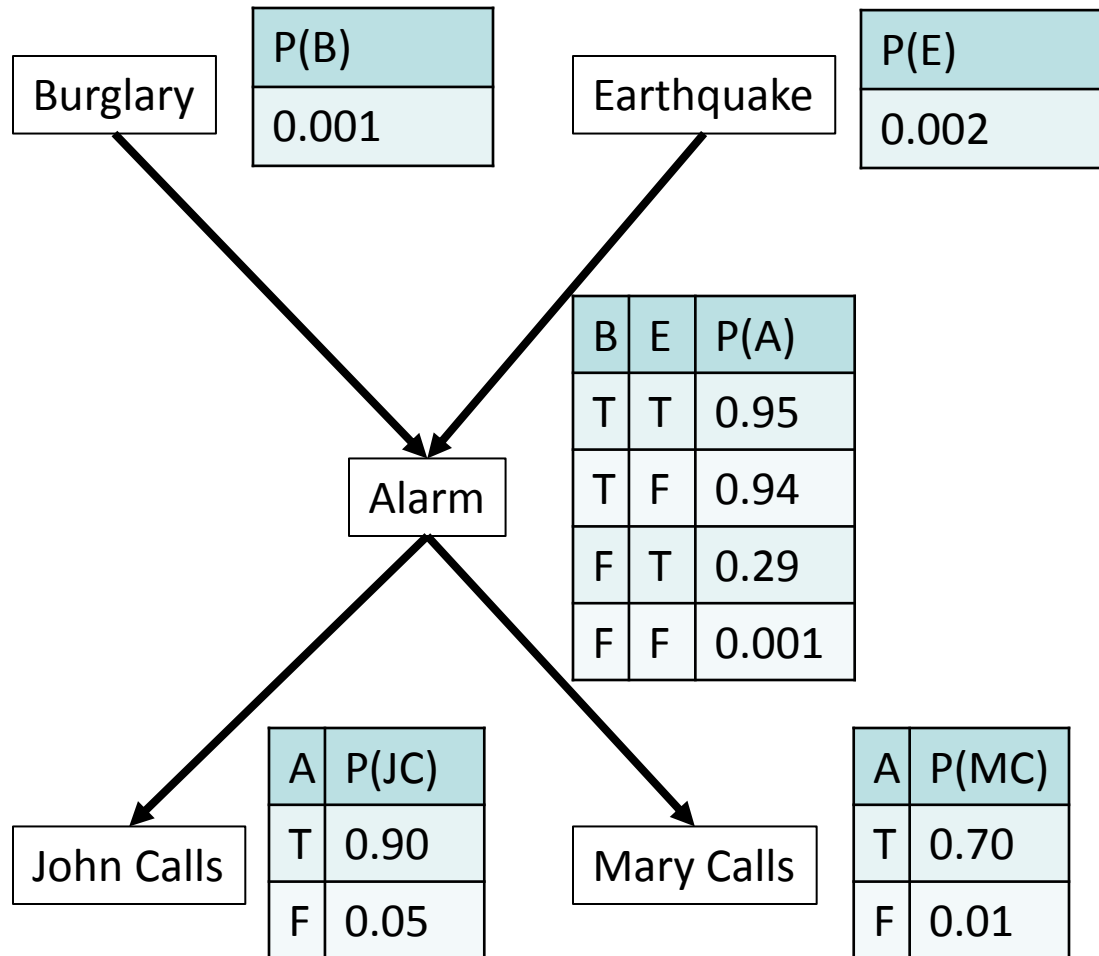 Burglary
P(B)
0.001
Earthquake
P(E)
0.002
B E P(A)
T T 0.95
T F 0.94
F T 0.29
F F 0.001
Alarm
John Calls
A P(JC)
T 0.90
F 0.05
Mary Calls
A P(MC)
T 0.70
F 0.01